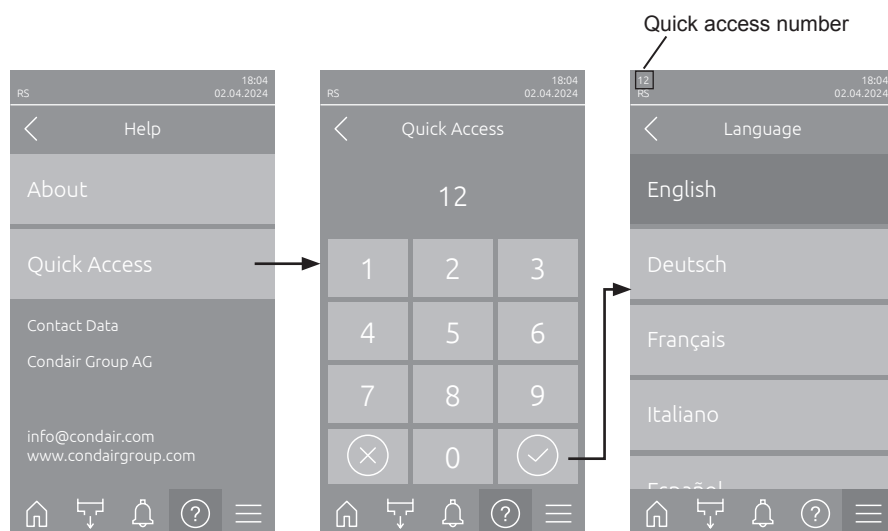 Quick access number
18:04
RS 02.04.2024
Help
About
Quick Access
Contact Data
Condair Group AG
info@condair.com
www.condairgroup.com
?
18:04
RS 02.04.2024
Quick Access
12
1 2 3
4 5 6
7 8 9
0
?
12 18:04
RS 02.04.2024
Language
English
Deutsch
Français
Italiano
Español
?